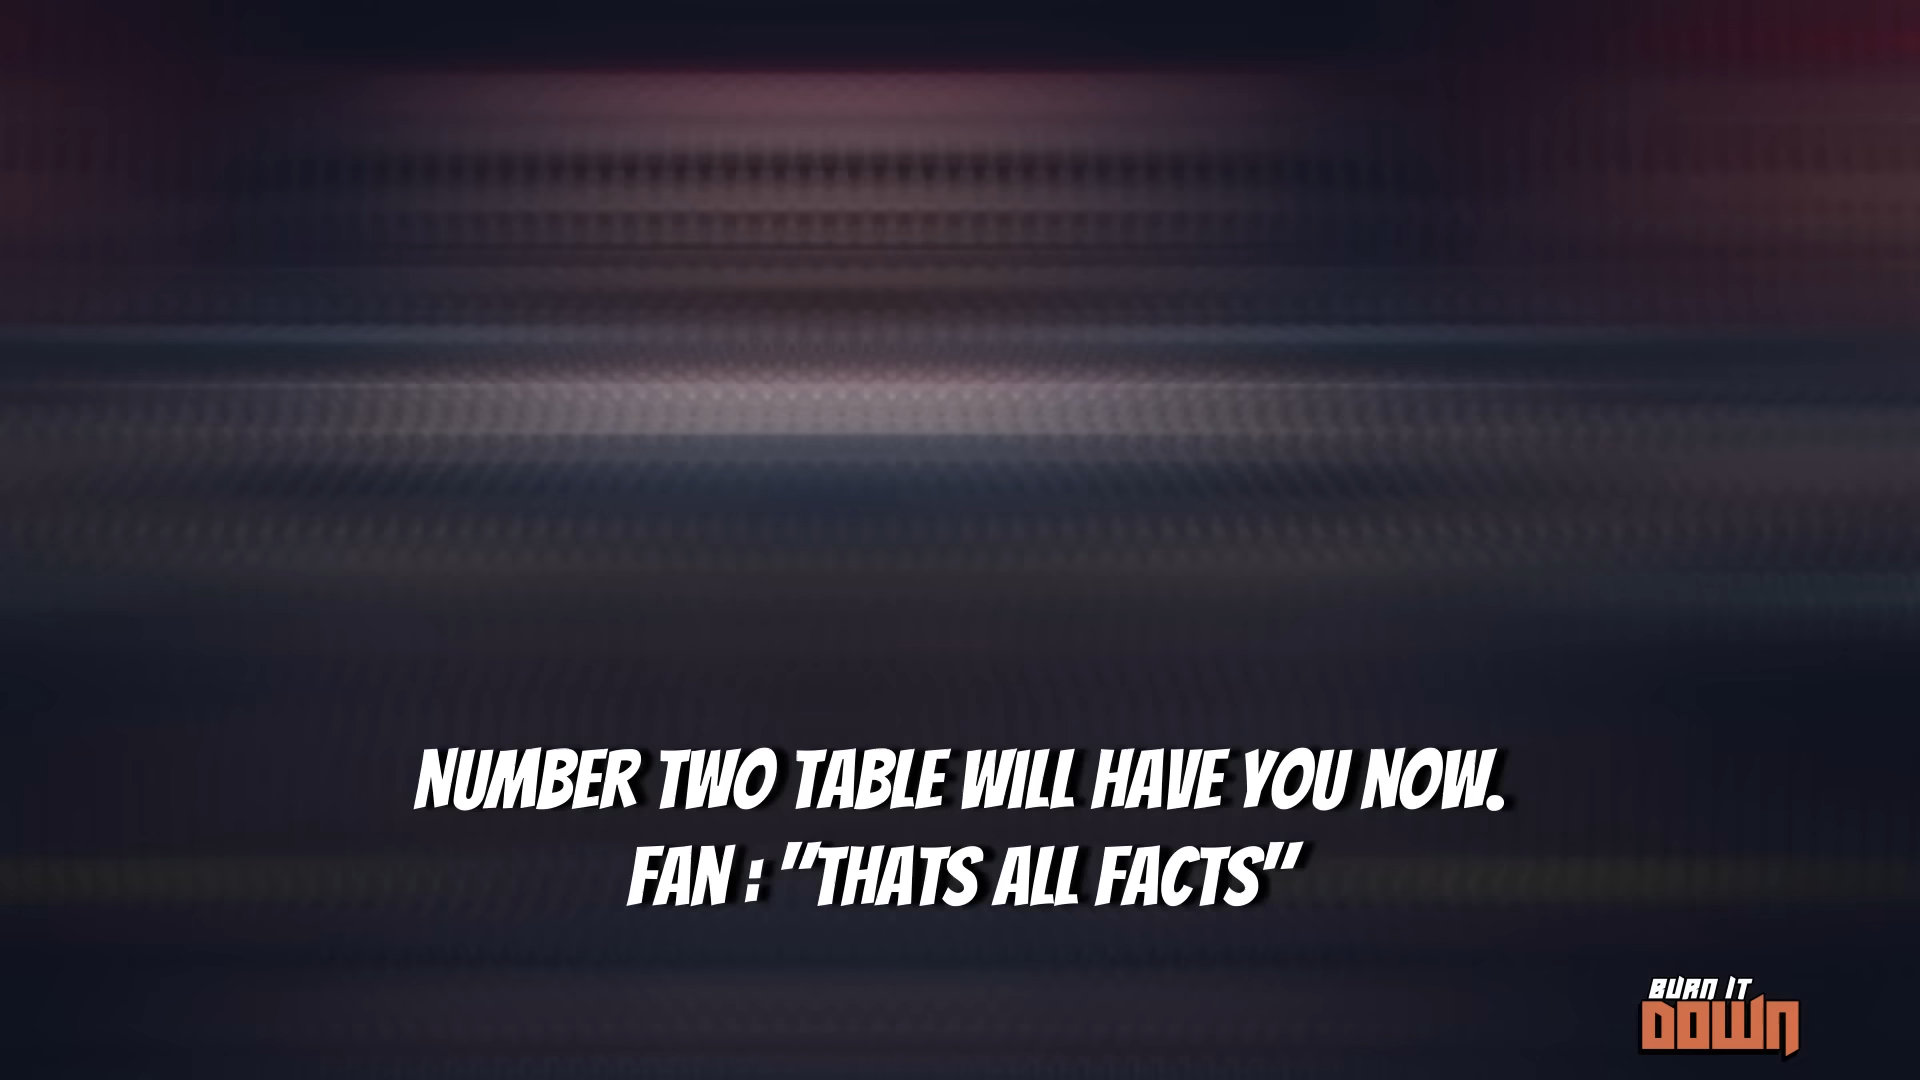 NUMBER TWO TABLE WILL HAVE YOU NOW.
FAN : "THATS ALL FACTS"
BURN IT
DOWN